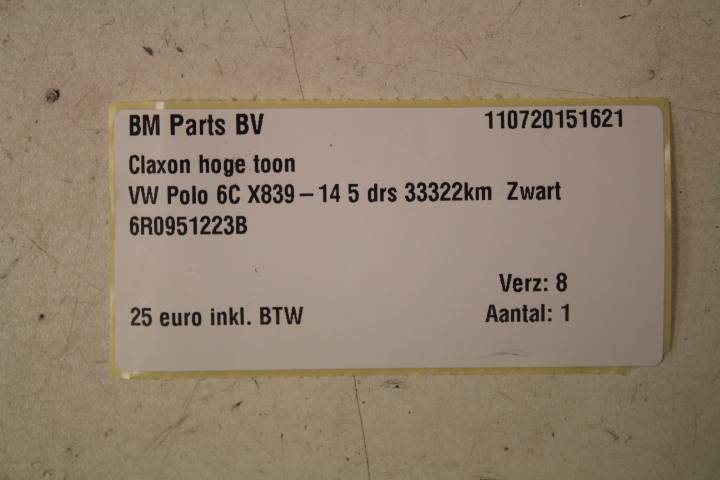 BM Parts BV 110720151621
Claxon hoge toon
VW Polo 6C X839 – 14 5 drs 33322km Zwart
6R0951223B
Verz: 8
25 euro inkl. BTW Aantal: 1